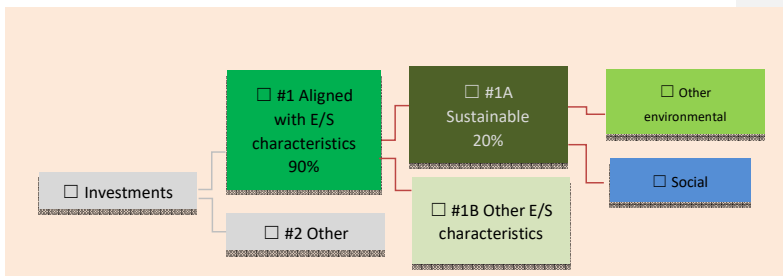 ☐ Investments
☐ #1 Aligned
with E/S
characteristics
90%
☐ #2 Other
☐ #1A
Sustainable
20%
☐ #1B Other E/S
characteristics
☐ Other
environmental
☐ Social